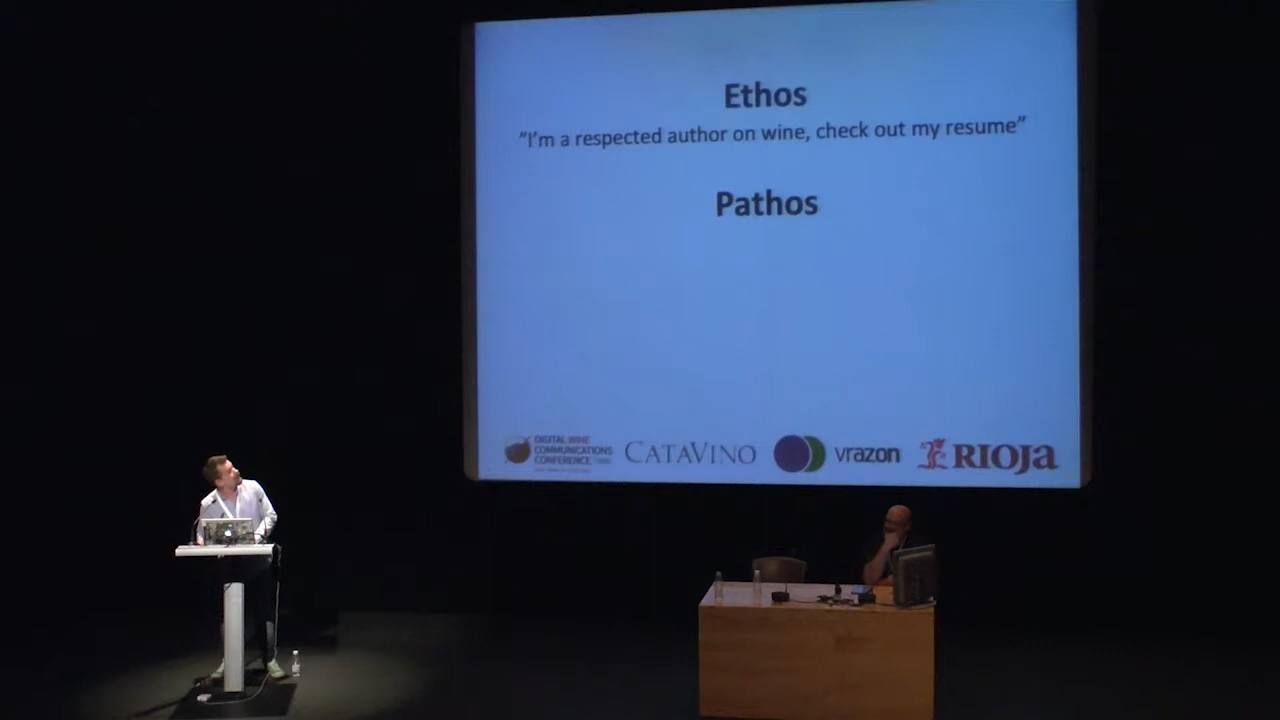 Ethos
"I'm a respected author on wine, check out my resume"
Pathos
DIGITAL WINE
COMMUNICATIONS
CONFERENCE
CATAVINO
vrazon
RIOJA